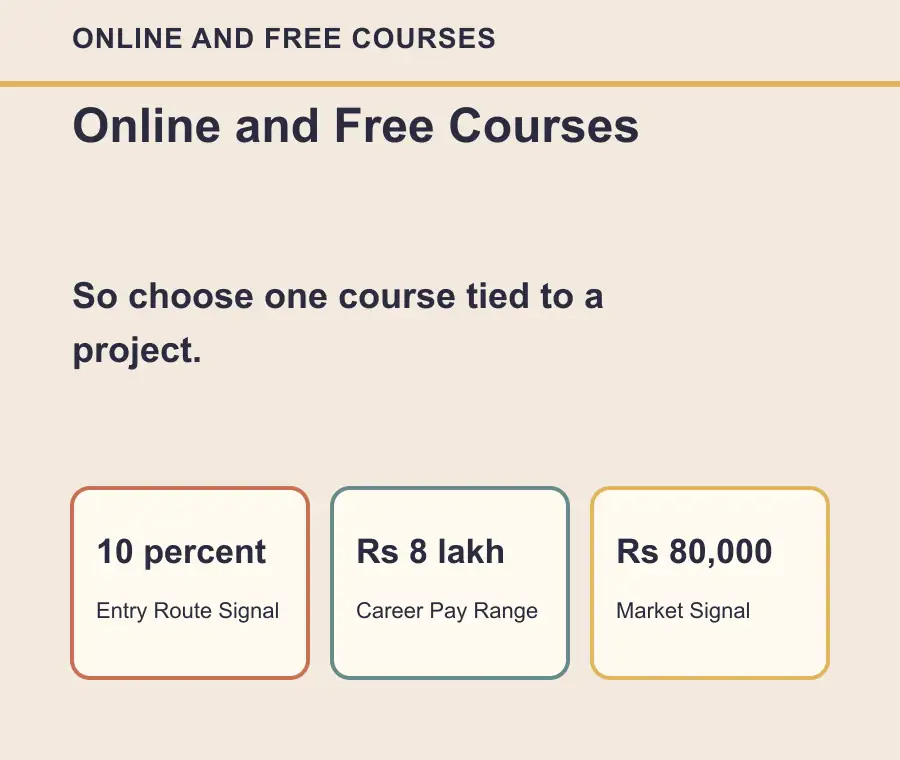 ONLINE AND FREE COURSES
Online and Free Courses
So choose one course tied to a
project.
10 percent
Entry Route Signal
Rs 8 lakh
Career Pay Range
Rs 80,000
Market Signal